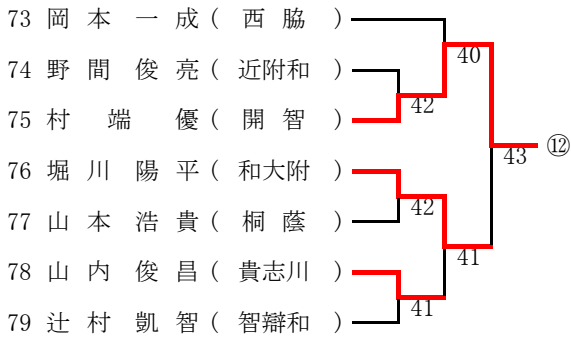 73 岡本 一成(西脇)
40
74 野間 俊亮(近附和)
42
75 村端 優(開智)
43 ⑫
76 堀川 陽平(和大附)
42
77 山本 浩貴(桐蔭)
41
78 山内 俊昌(貴志川)
41
79 辻村 凱智(智辯和)